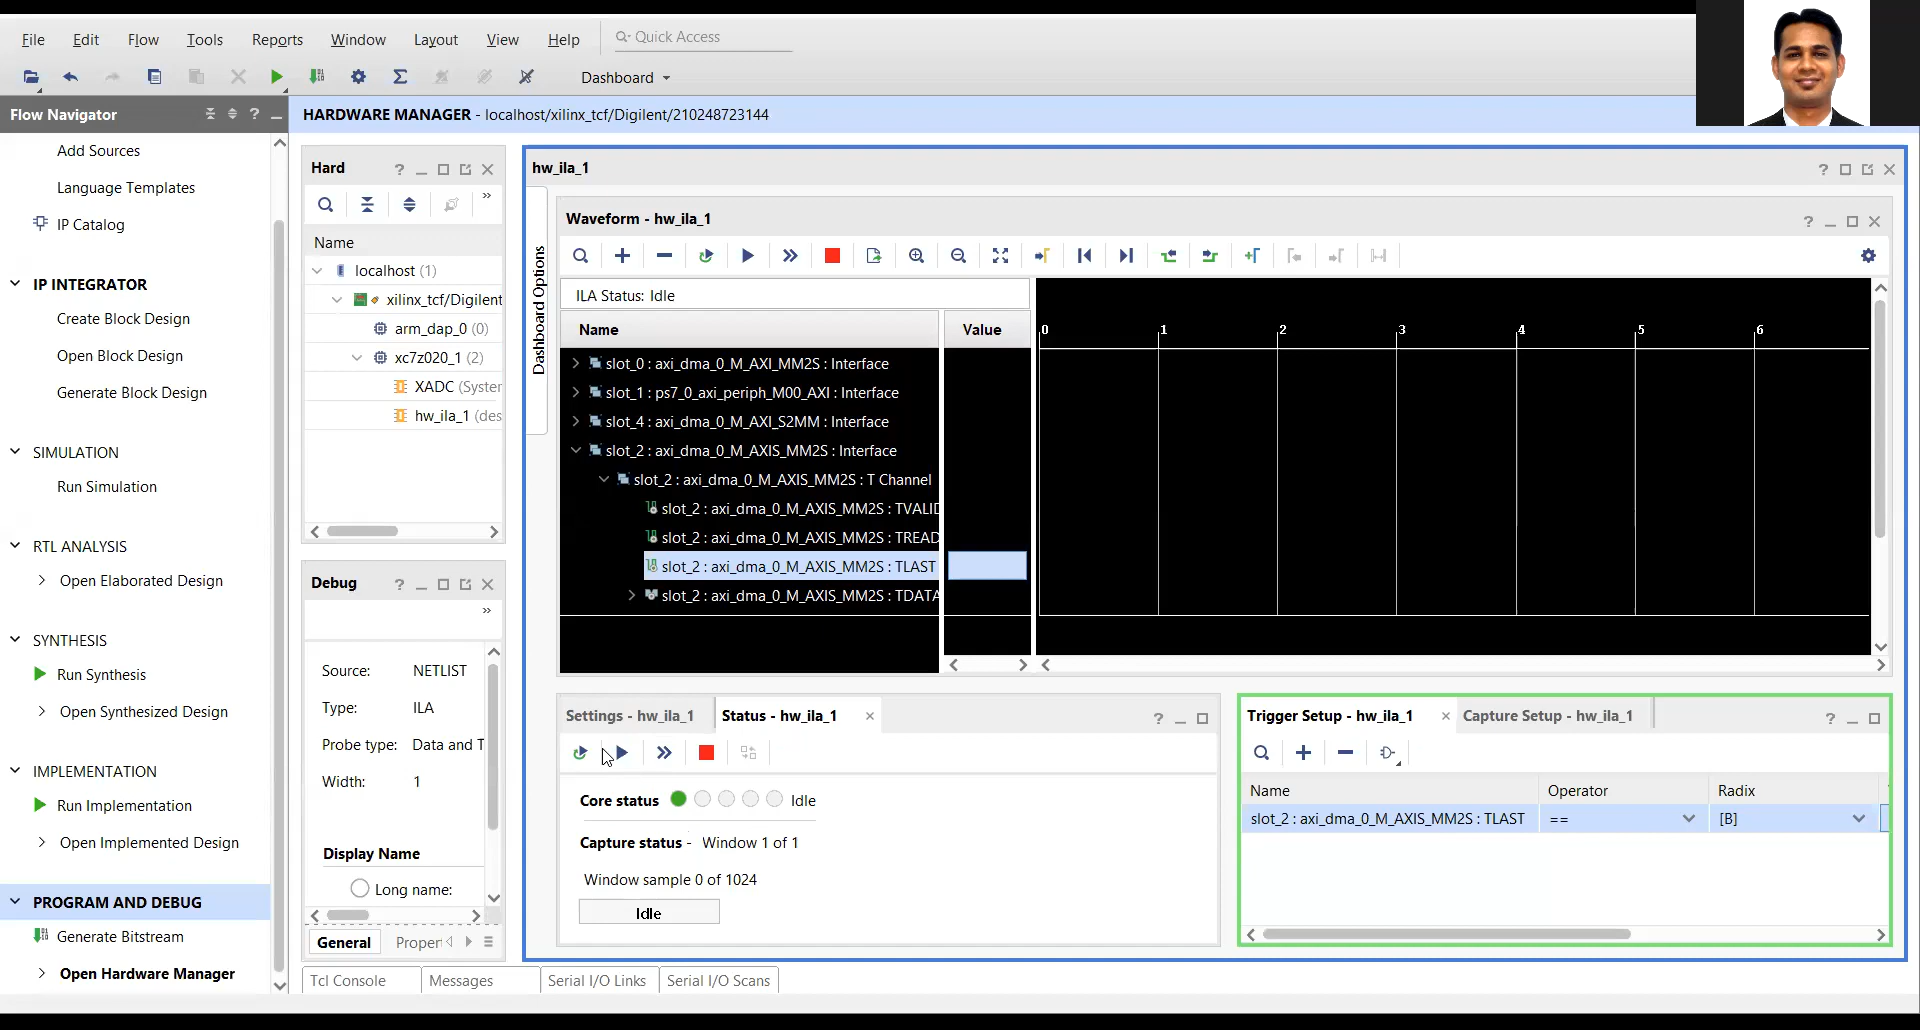 File Edit Flow Tools Reports Window Layout View Help Quick Access
Dashboard
Flow Navigator
HARDWARE MANAGER - localhost/xilinx_tcf/Digilent/210248723144
Add Sources
Language Templates
IP Catalog
IP INTEGRATOR
Create Block Design
Open Block Design
Generate Block Design
SIMULATION
Run Simulation
RTL ANALYSIS
Open Elaborated Design
SYNTHESIS
Run Synthesis
Open Synthesized Design
IMPLEMENTATION
Run Implementation
Open Implemented Design
PROGRAM AND DEBUG
Generate Bitstream
Open Hardware Manager
Hard
Name
localhost (1)
xilinx_tcf/Digilent
arm_dap_0 (0)
xc7z020_1 (2)
XADC (Syster
hw_ila_1 (des
Debug
Source: NETLIST
Type: ILA
Probe type: Data and T
Width: 1
Display Name
Long name:
General Propert
hw_ila_1
Dashboard Options
Waveform - hw_ila_1
ILA Status: Idle
Name Value 0 1 2 3 4 5 6
slot_0 : axi_dma_0_M_AXI_MM2S : Interface
slot_1 : ps7_0_axi_periph_M00_AXI : Interface
slot_4 : axi_dma_0_M_AXI_S2MM : Interface
slot_2 : axi_dma_0_M_AXIS_MM2S : Interface
slot_2 : axi_dma_0_M_AXIS_MM2S : T Channel
slot_2 : axi_dma_0_M_AXIS_MM2S : TVALID
slot_2 : axi_dma_0_M_AXIS_MM2S : TREAD
slot_2 : axi_dma_0_M_AXIS_MM2S : TLAST
slot_2 : axi_dma_0_M_AXIS_MM2S : TDATA
Settings - hw_ila_1 Status - hw_ila_1
Core status Idle
Capture status - Window 1 of 1
Window sample 0 of 1024
Idle
Trigger Setup - hw_ila_1 Capture Setup - hw_ila_1
Name Operator Radix
slot_2 : axi_dma_0_M_AXIS_MM2S : TLAST == [B]
Tcl Console Messages Serial I/O Links Serial I/O Scans